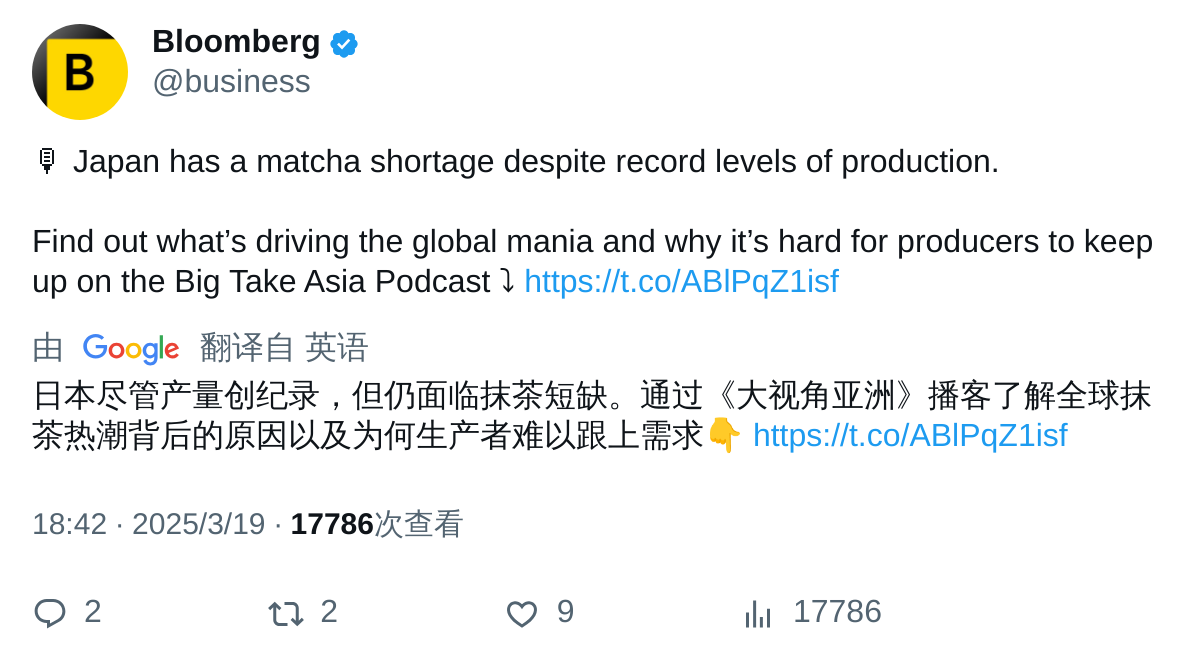 B
Bloomberg
@business
🎙 Japan has a matcha shortage despite record levels of production.
Find out what’s driving the global mania and why it’s hard for producers to keep
up on the Big Take Asia Podcast ⤵ https://t.co/ABlPqZ1isf
由 Google 翻译自 英语
日本尽管产量创纪录，但仍面临抹茶短缺。通过《大视角亚洲》播客了解全球抹
茶热潮背后的原因以及为何生产者难以跟上需求👇 https://t.co/ABlPqZ1isf
18:42 · 2025/3/19 · 17786次查看
2 2 9 17786